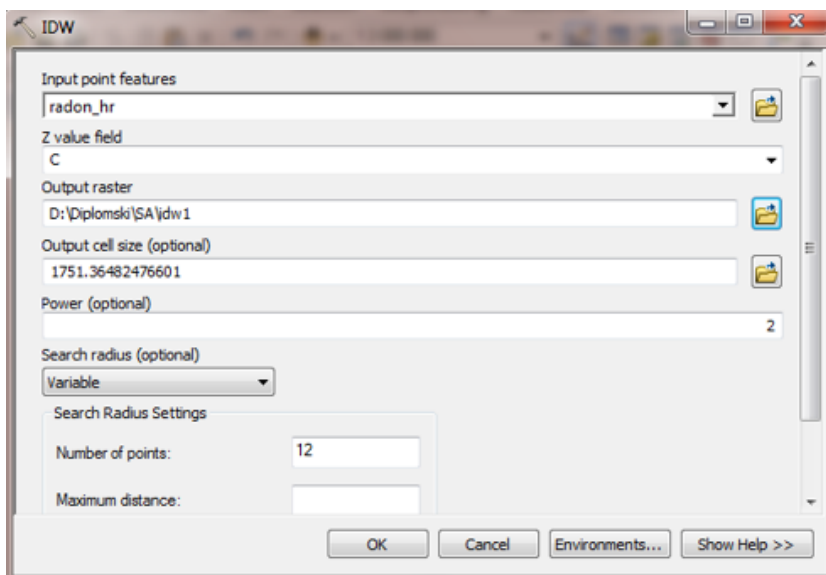 IDW
Input point features
radon_hr
Z value field
C
Output raster
D:\Diplomski\SA\idw1
Output cell size (optional)
1751.36482476601
Power (optional)
2
Search radius (optional)
Variable
Search Radius Settings
Number of points:
12
Maximum distance:
OK Cancel Environments... Show Help >>